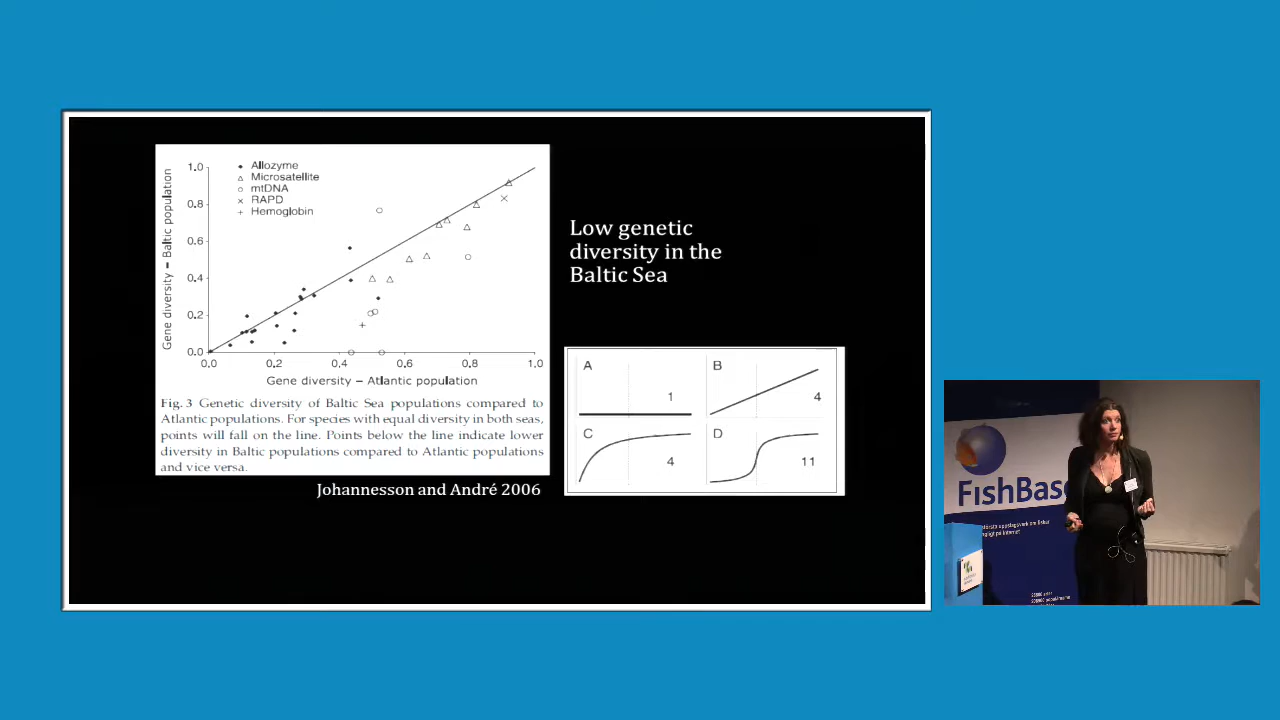 Allozyme
Microsatellite
mtDNA
RAPD
Hemoglobin
Gene diversity – Baltic population
1.0
0.8
0.6
0.4
0.2
0.0
0.0
0.2
0.4
0.6
0.8
1.0
Gene diversity – Atlantic population
Fig. 3 Genetic diversity of Baltic Sea populations compared to
Atlantic populations. For species with equal diversity in both seas,
points will fall on the line. Points below the line indicate lower
diversity in Baltic populations compared to Atlantic populations
and vice versa.
Johannesson and André 2006
Low genetic
diversity in the
Baltic Sea
A
1
B
4
C
4
D
11
FishBas